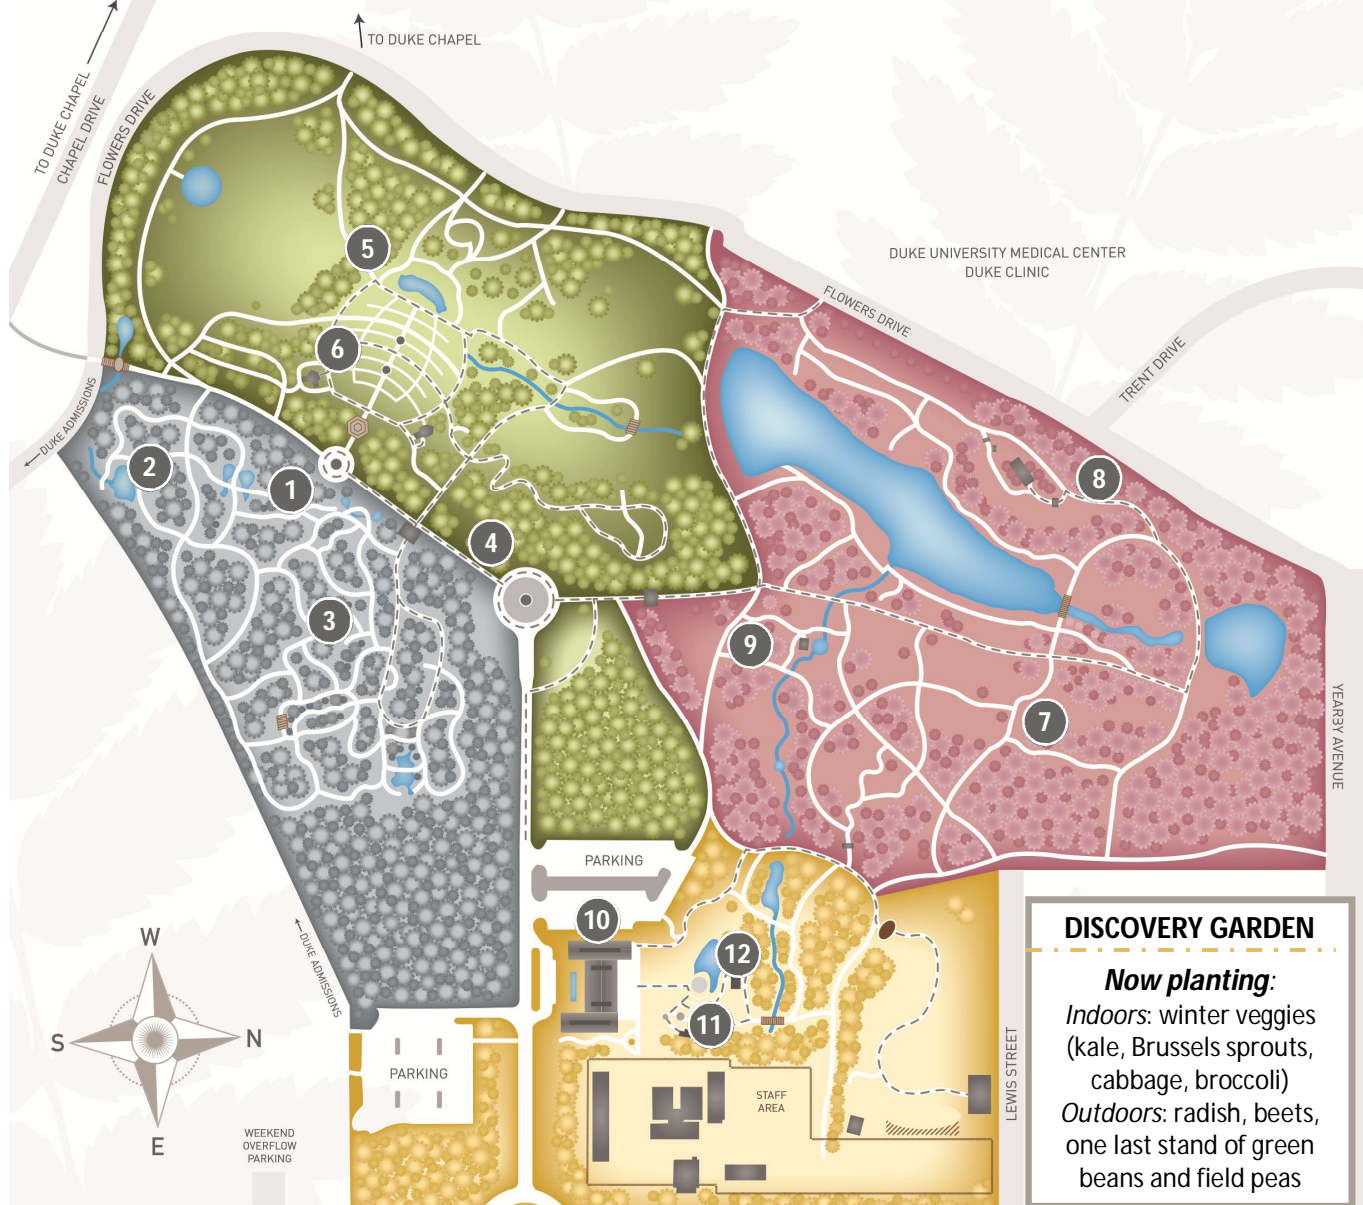 TO DUKE CHAPEL
TO DUKE CHAPEL
CHAPEL DRIVE
FLOWERS DRIVE
5
DUKE UNIVERSITY MEDICAL CENTER
DUKE CLINIC
FLOWERS DRIVE
6
TRENT DRIVE
DUKE ADMISSIONS
2
1
8
4
3
9
7
YEARBY AVENUE
PARKING
10
12
11
DUKE ADMISSIONS
W
S
N
E
PARKING
STAFF
AREA
LEWIS STREET
WEEKEND
OVERFLOW
PARKING
DISCOVERY GARDEN
Now planting:
Indoors: winter veggies
(kale, Brussels sprouts,
cabbage, broccoli)
Outdoors: radish, beets,
one last stand of green
beans and field peas